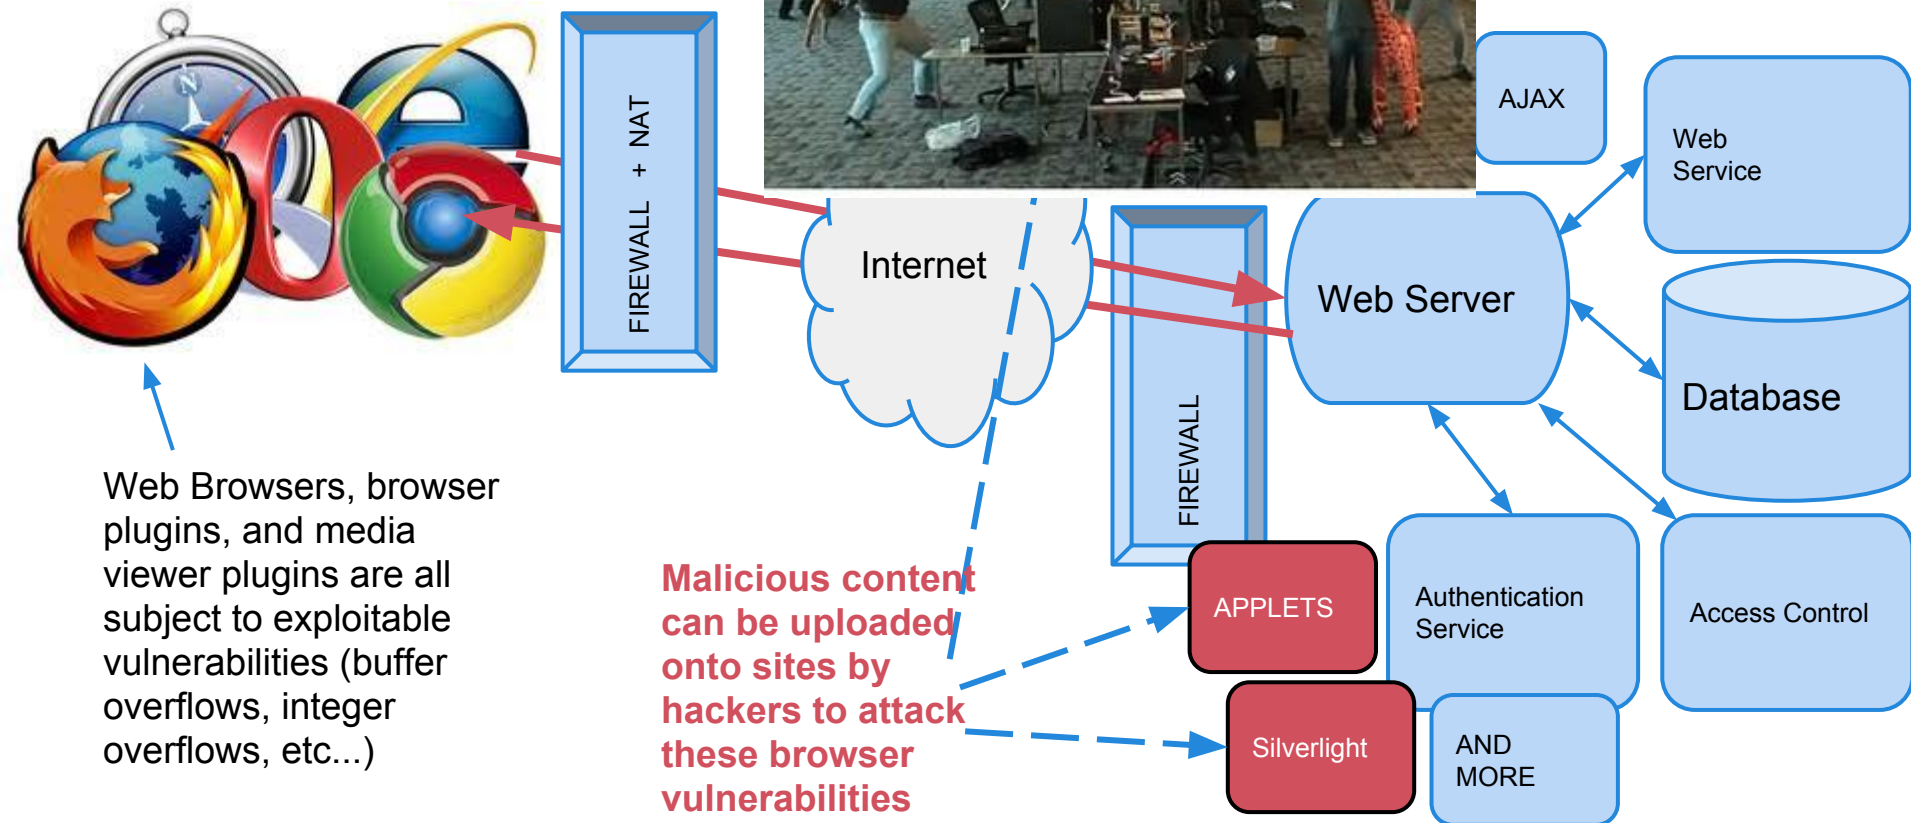 FIREWALL + NAT
Internet
FIREWALL
Web Server
AJAX
Web
Service
Database
Authentication
Service
Access Control
APPLETS
Silverlight
AND
MORE
Web Browsers, browser
plugins, and media
viewer plugins are all
subject to exploitable
vulnerabilities (buffer
overflows, integer
overflows, etc...)
Malicious content
can be uploaded
onto sites by
hackers to attack
these browser
vulnerabilities